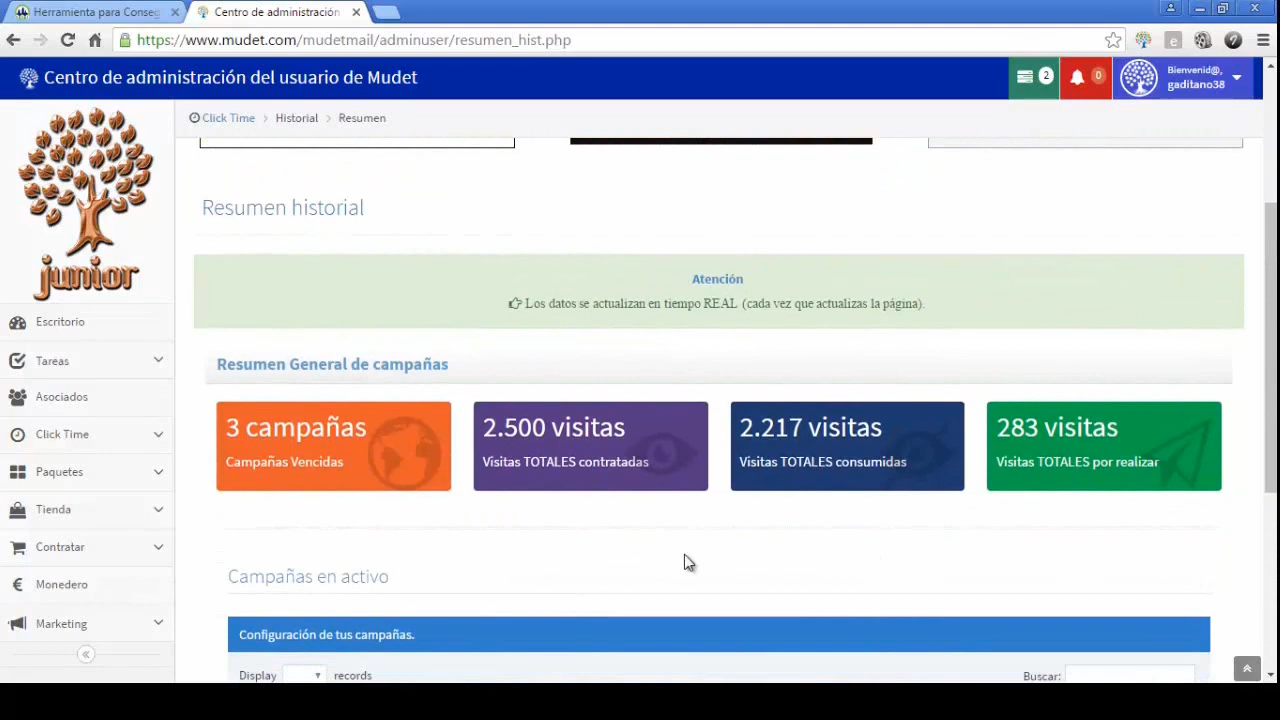 Herramienta para Conseg
Centro de administración
https://www.mudet.com/mudetmail/adminuser/resumen_hist.php
Centro de administración del usuario de Mudet
2
0
Bienvenid@,
gaditano38
Click Time > Historial > Resumen
junior
Escritorio
Tareas
Asociados
Click Time
Paquetes
Tienda
Contratar
€ Monedero
Marketing
Resumen historial
Atención
Los datos se actualizan en tiempo REAL (cada vez que actualizas la página).
Resumen General de campañas
3 campañas
Campañas Vencidas
2.500 visitas
Visitas TOTALES contratadas
2.217 visitas
Visitas TOTALES consumidas
283 visitas
Visitas TOTALES por realizar
Campañas en activo
Configuración de tus campañas.
Display records
Buscar: